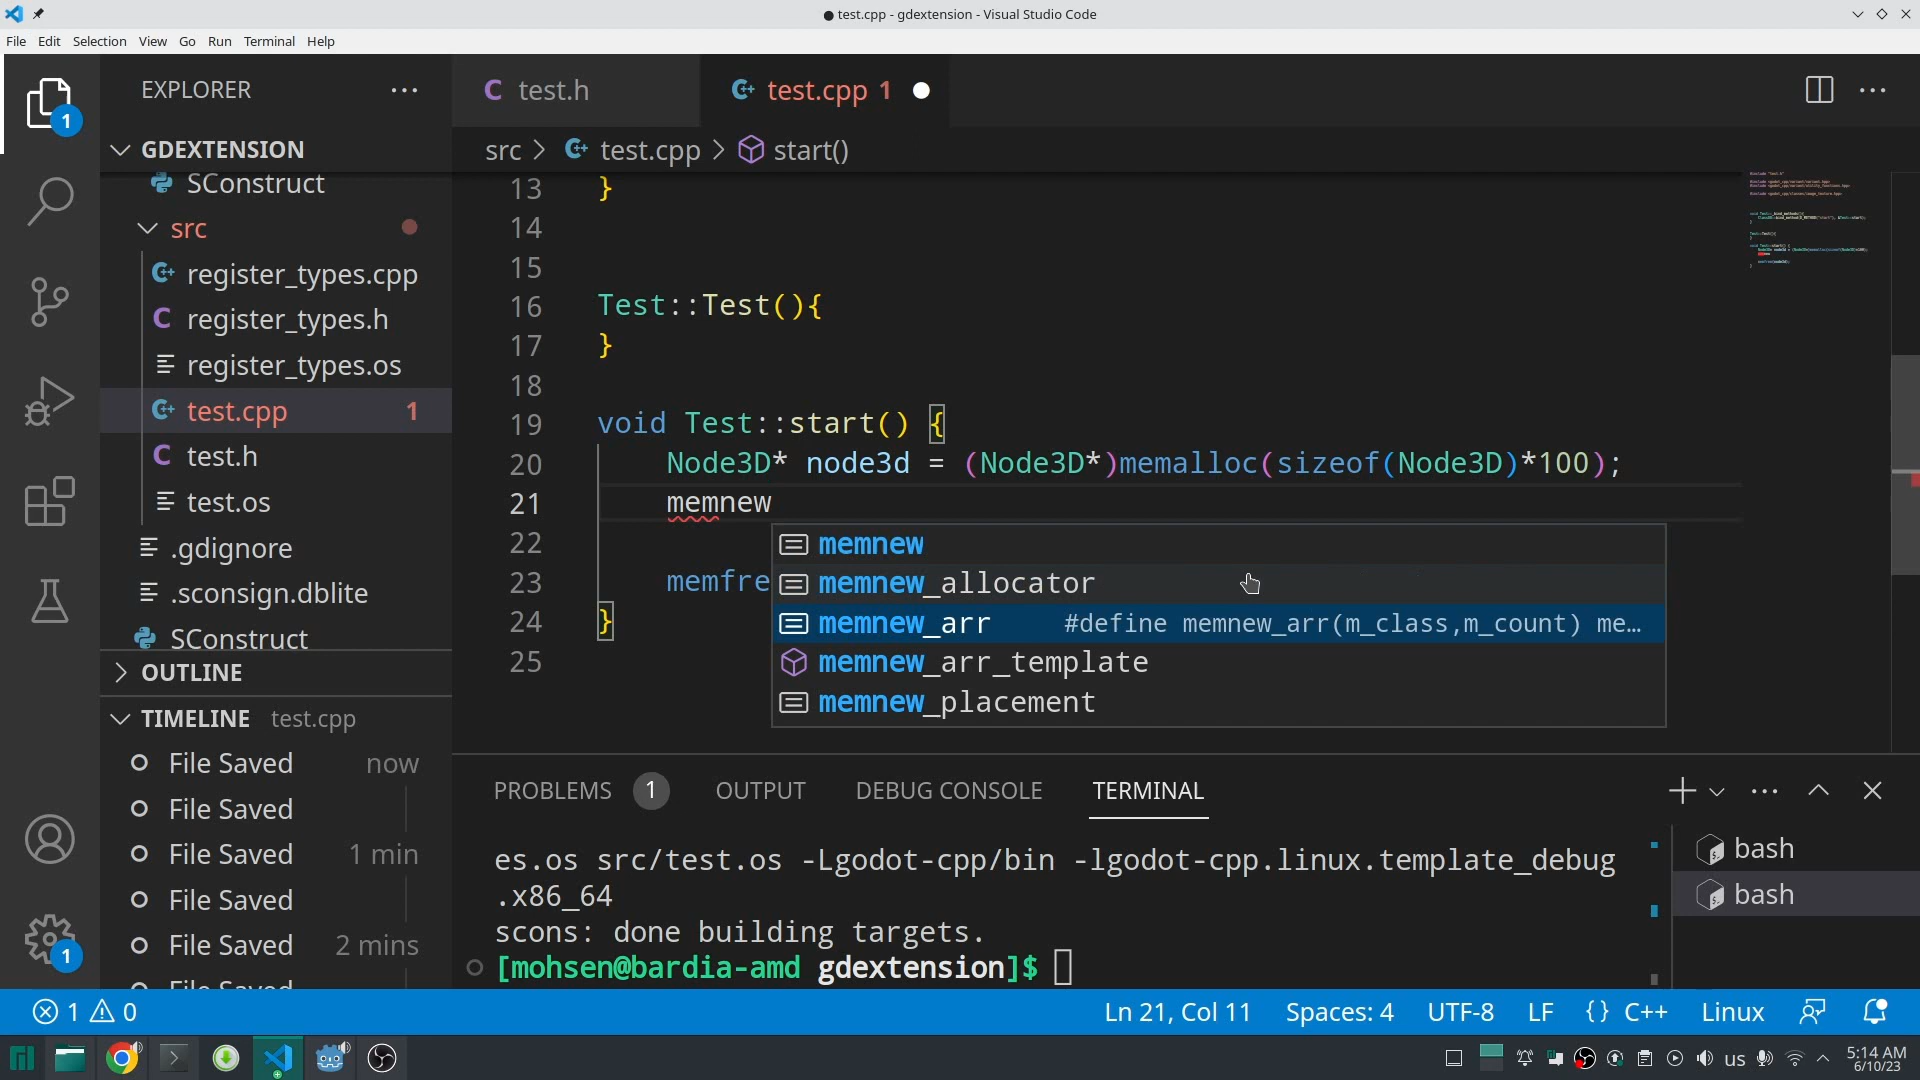 test.cpp - gdextension - Visual Studio Code
File Edit Selection View Go Run Terminal Help
EXPLORER
test.h
test.cpp 1
GDEXTENSION
src > test.cpp > start()
SConstruct
src
register_types.cpp
register_types.h
register_types.os
test.cpp 1
test.h
test.os
.gdignore
.sconsign.dblite
SConstruct
OUTLINE
TIMELINE test.cpp
File Saved now
File Saved
File Saved 1 min
File Saved
File Saved 2 mins
File Saved
1
1
13 }
14
15
16 Test::Test(){
17 }
18
19 void Test::start() {
20 Node3D* node3d = (Node3D*)memalloc(sizeof(Node3D)*100);
21 memnew
22
23 memfre
24 }
25
memnew
memnew_allocator
memnew_arr #define memnew_arr(m_class,m_count) me…
memnew_arr_template
memnew_placement
PROBLEMS 1 OUTPUT DEBUG CONSOLE TERMINAL
es.os src/test.os -Lgodot-cpp/bin -lgodot-cpp.linux.template_debug
.x86_64
scons: done building targets.
[mohsen@bardia-amd gdextension]$
bash
bash
1 0 Ln 21, Col 11 Spaces: 4 UTF-8 LF {} C++ Linux
us 5:14 AM
6/10/23